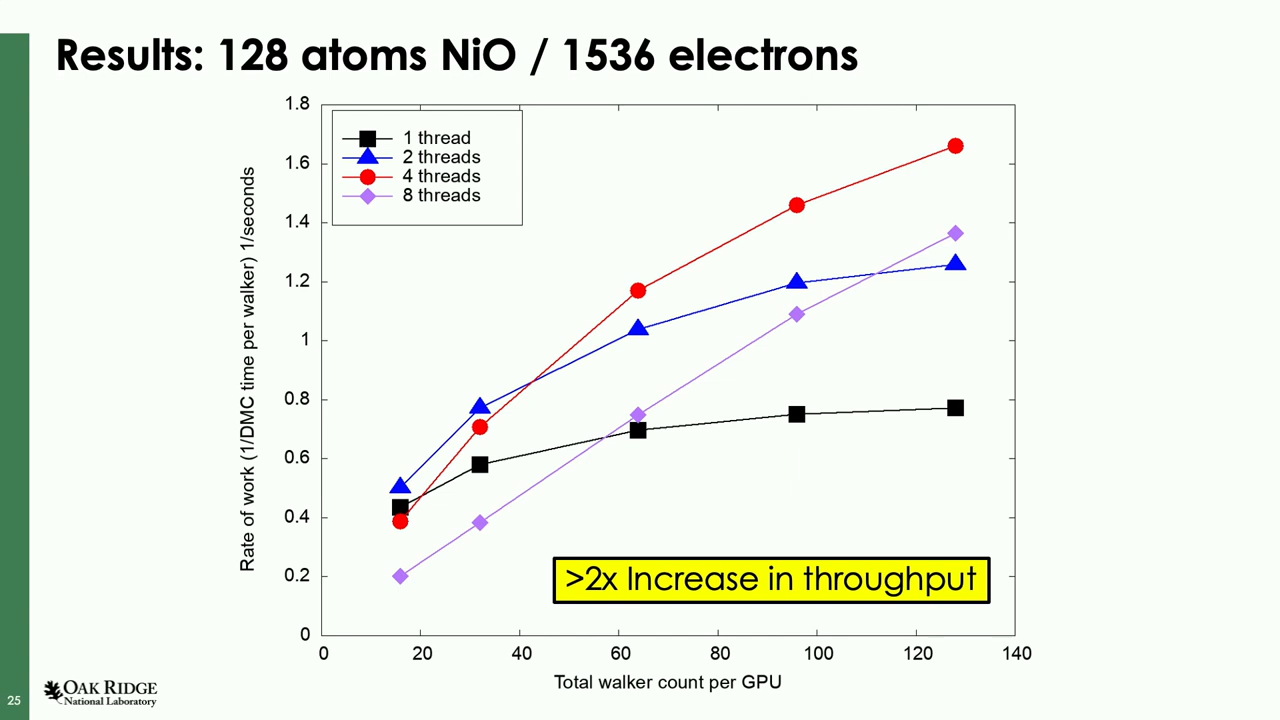 Results: 128 atoms NiO / 1536 electrons
1.8
1.6
1.4
1.2
1
0.8
0.6
0.4
0.2
0
Rate of work (1/DMC time per walker) 1/seconds
1 thread
2 threads
4 threads
8 threads
>2x Increase in throughput
0 20 40 60 80 100 120 140
Total walker count per GPU
25
OAK RIDGE
National Laboratory